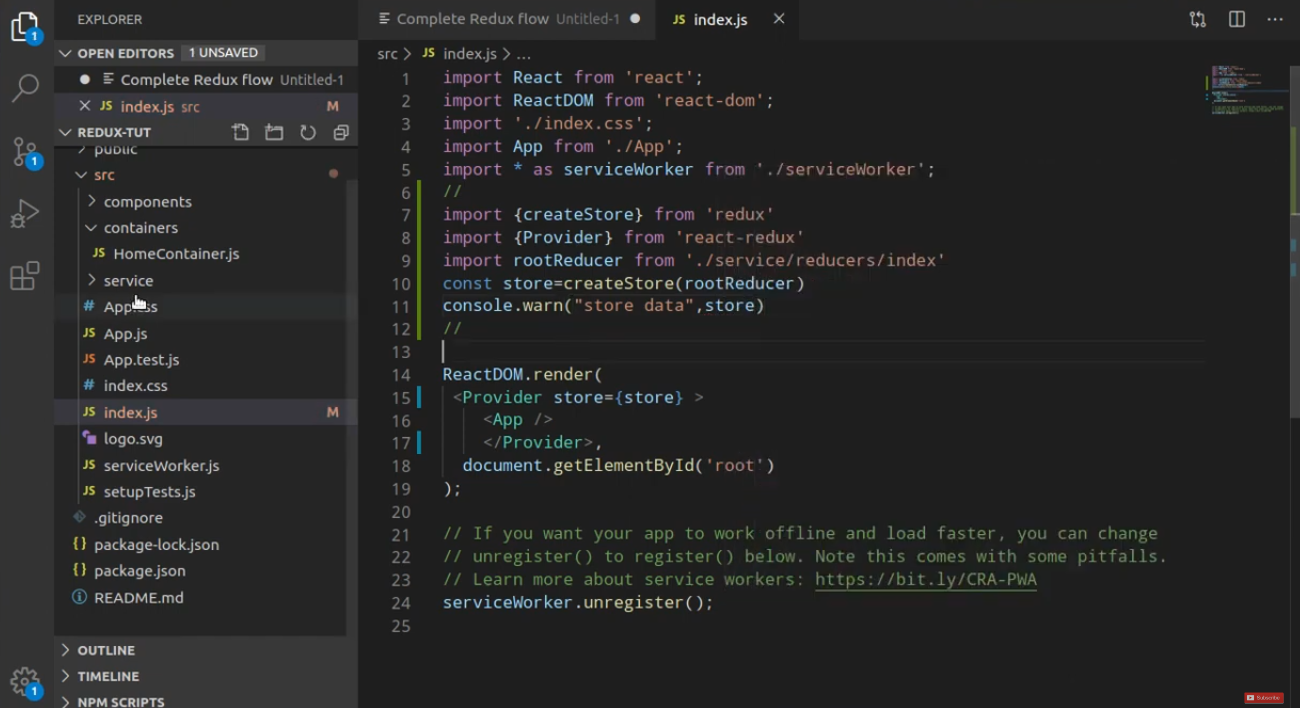 EXPLORER
OPEN EDITORS 1 UNSAVED
Complete Redux flow Untitled-1
index.js src M
REDUX-TUT
public
src
components
containers
JS HomeContainer.js
service
# App.css
JS App.js
JS App.test.js
# index.css
JS index.js M
logo.svg
JS serviceWorker.js
JS setupTests.js
.gitignore
{} package-lock.json
{} package.json
README.md
OUTLINE
TIMELINE
NPM SCRIPTS
1
1
1
Complete Redux flow Untitled-1
JS index.js
src > JS index.js > ...
1 import React from 'react';
2 import ReactDOM from 'react-dom';
3 import './index.css';
4 import App from './App';
5 import * as serviceWorker from './serviceWorker';
6 //
7 import {createStore} from 'redux'
8 import {Provider} from 'react-redux'
9 import rootReducer from './service/reducers/index'
10 const store=createStore(rootReducer)
11 console.warn("store data",store)
12 //
13
14 ReactDOM.render(
15 <Provider store={store} >
16 <App />
17 </Provider>,
18 document.getElementById('root')
19 );
20
21 // If you want your app to work offline and load faster, you can change
22 // unregister() to register() below. Note this comes with some pitfalls.
23 // Learn more about service workers: https://bit.ly/CRA-PWA
24 serviceWorker.unregister();
25
Subscribe